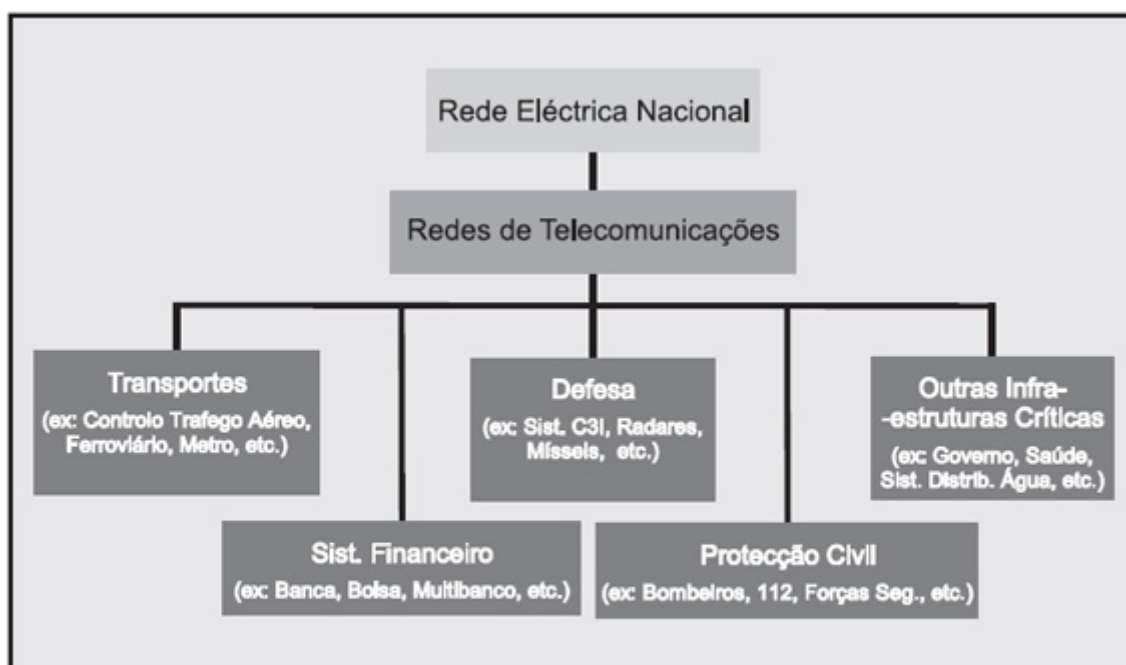 Rede Eléctrica Nacional
Redes de Telecomunicações
Transportes
(ex: Controlo Trafego Aéreo,
Ferroviário, Metro, etc.)
Defesa
(ex: Sist. C3I, Radares,
Mísseis, etc.)
Outras Infra-
-estruturas Críticas
(ex: Governo, Saúde,
Sist. Distrib. Água, etc.)
Sist. Financeiro
(ex: Banca, Bolsa, Multibanco, etc.)
Protecção Civil
(ex: Bombeiros, 112, Forças Seg., etc.)